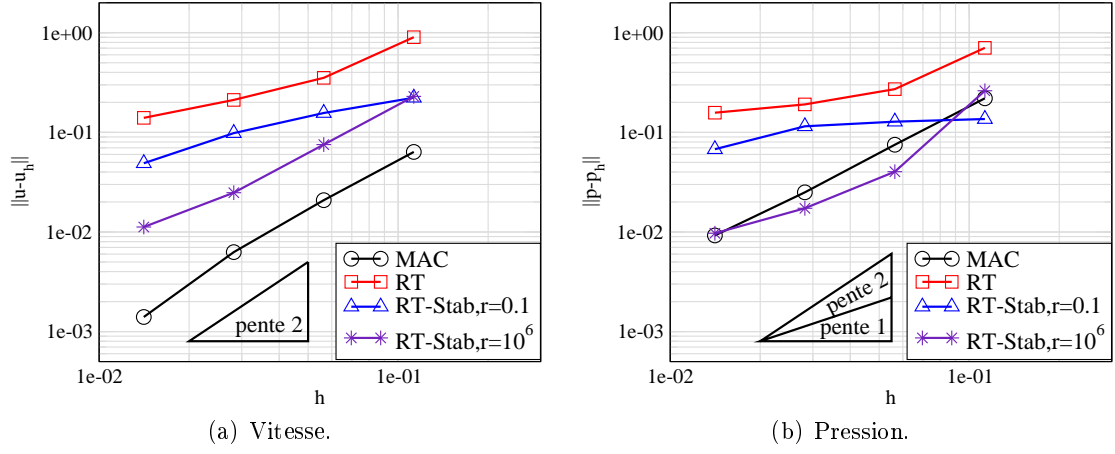 1e+00
1e-01
1e-02
1e-03
||u-u_h||
MAC
RT
RT-Stab,r=0.1
RT-Stab,r=10^6
pente 2
1e-02
1e-01
h
(a) Vitesse.
1e+00
1e-01
1e-02
1e-03
||p-p_h||
MAC
RT
RT-Stab,r=0.1
RT-Stab,r=10^6
pente 2
pente 1
1e-02
1e-01
h
(b) Pression.